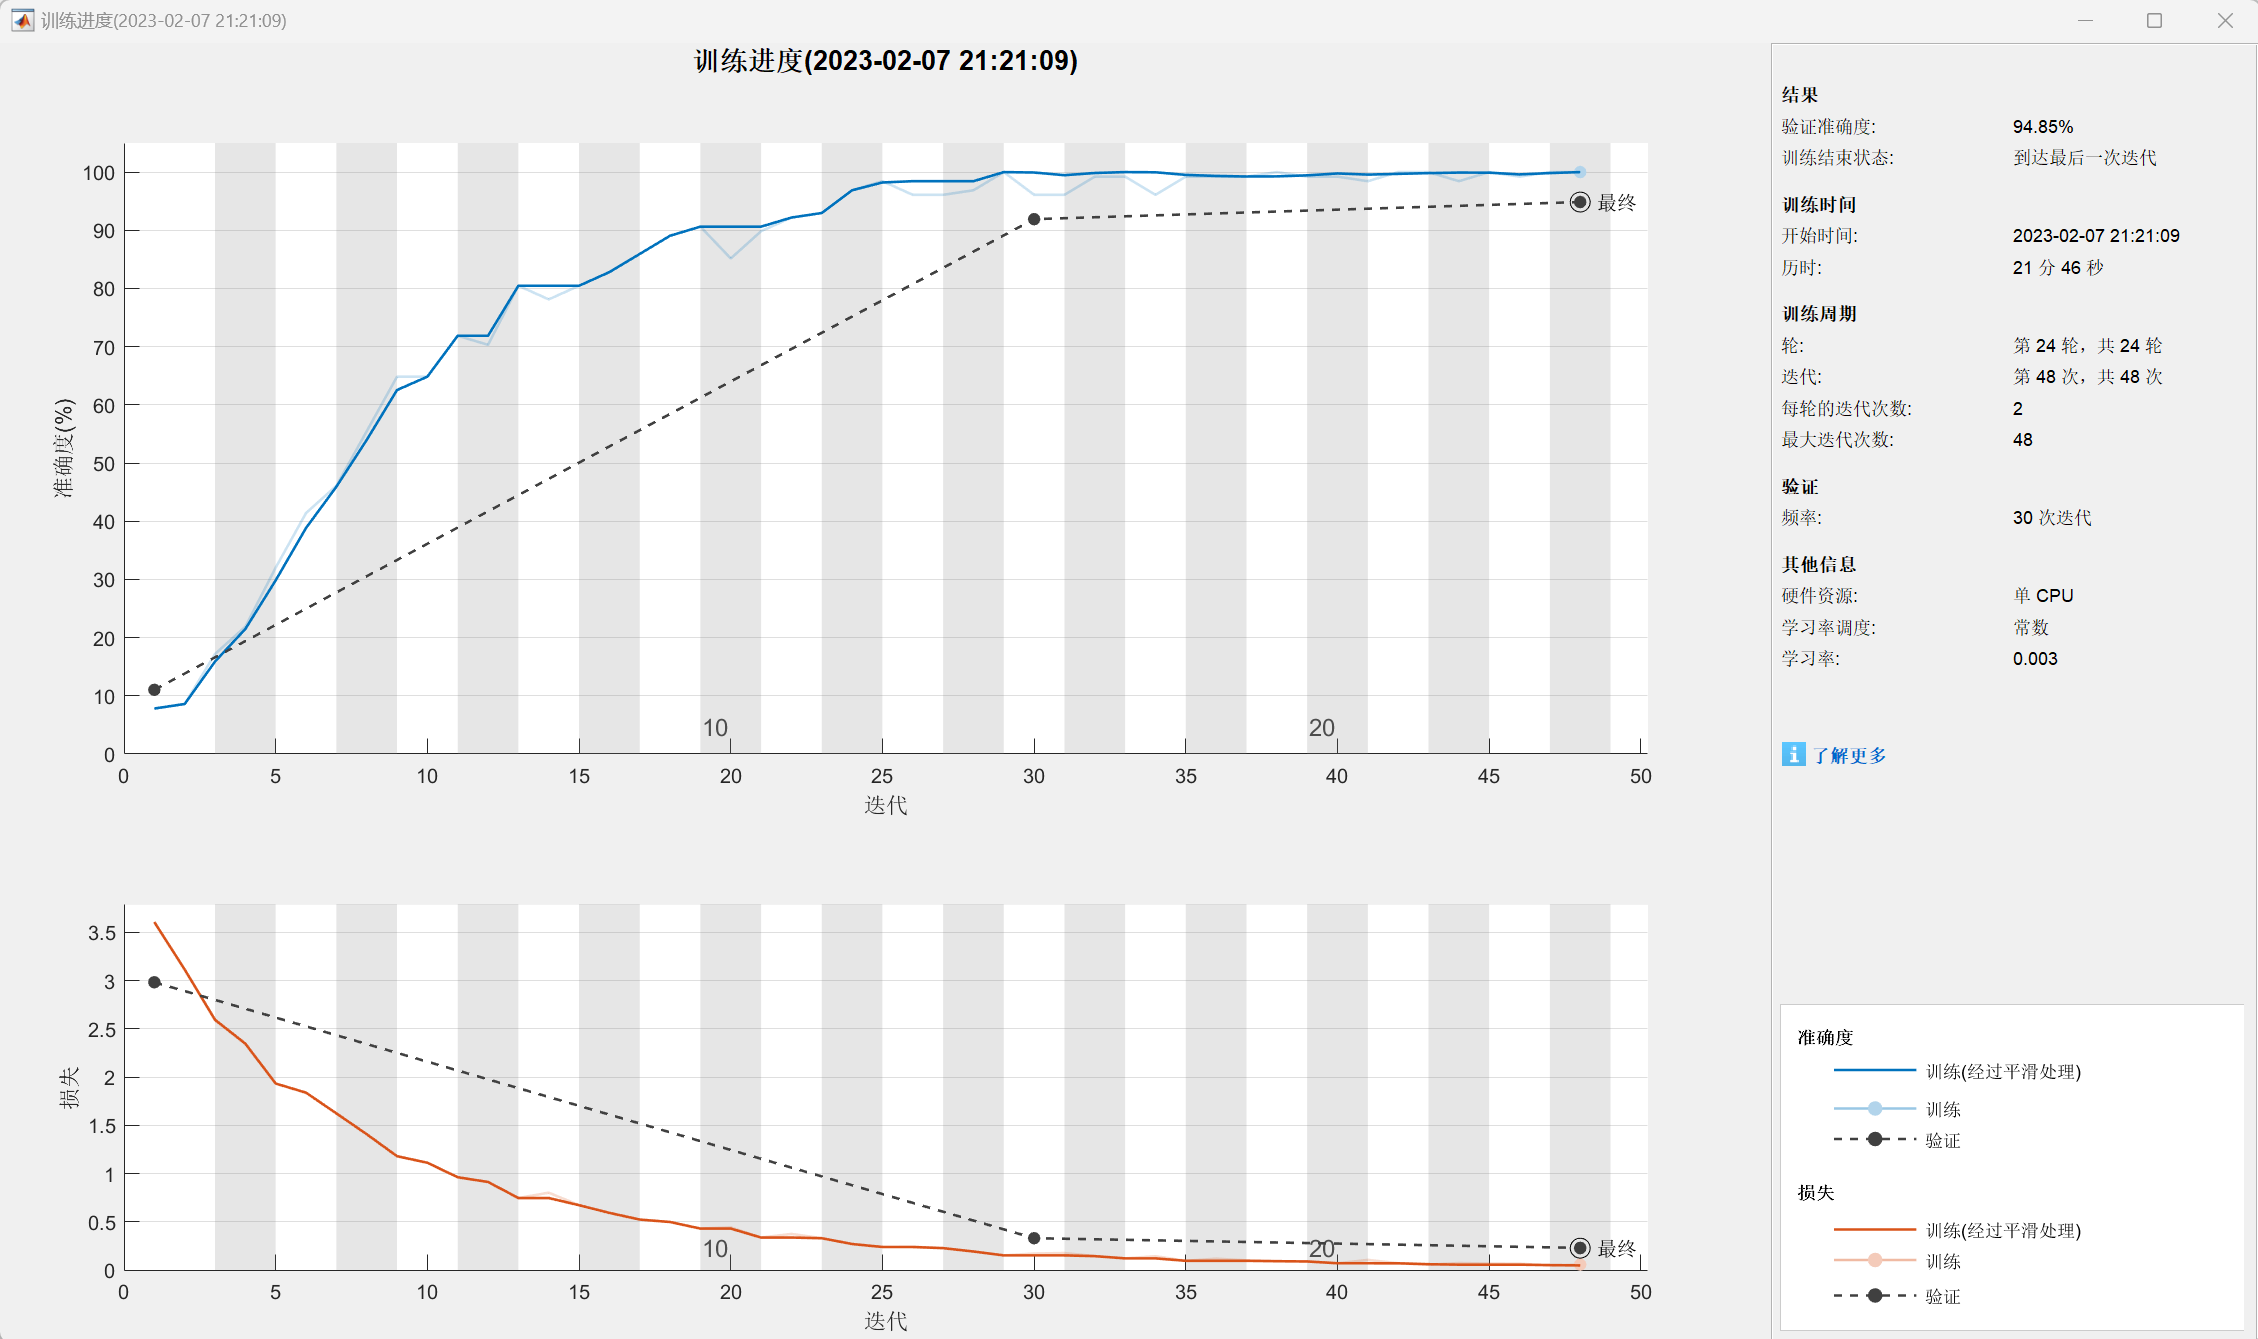 训练进度(2023-02-07 21:21:09)
训练进度(2023-02-07 21:21:09)
准确度(%)
100
90
80
70
60
50
40
30
20
10
0
10
20
0 5 10 15 20 25 30 35 40 45 50
迭代
最终
损失
3.5
3
2.5
2
1.5
1
0.5
0
10
20
0 5 10 15 20 25 30 35 40 45 50
迭代
最终
结果
验证准确度: 94.85%
训练结束状态: 到达最后一次迭代
训练时间
开始时间: 2023-02-07 21:21:09
历时: 21 分 46 秒
训练周期
轮: 第 24 轮，共 24 轮
迭代: 第 48 次，共 48 次
每轮的迭代次数: 2
最大迭代次数: 48
验证
频率: 30 次迭代
其他信息
硬件资源: 单 CPU
学习率调度: 常数
学习率: 0.003
i 了解更多
准确度
训练(经过平滑处理)
训练
验证
损失
训练(经过平滑处理)
训练
验证